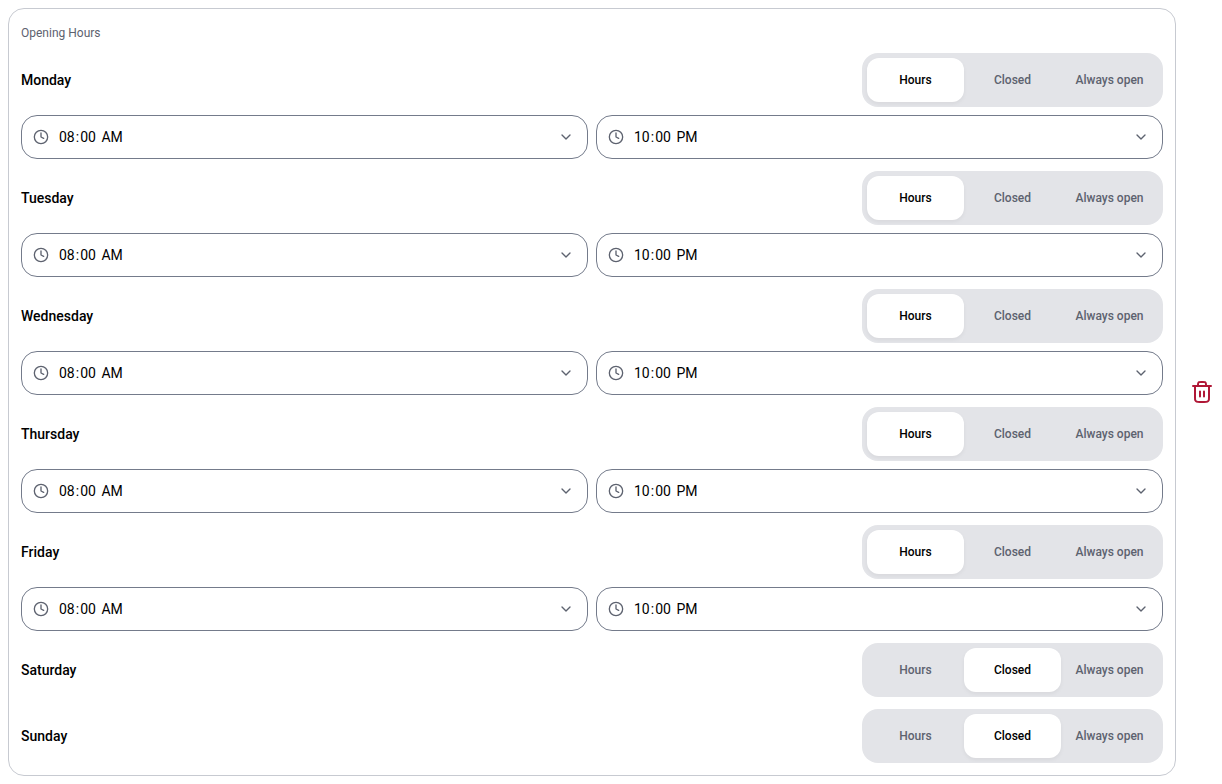 Opening Hours
Monday Hours Closed Always open
08:00 AM 10:00 PM
Tuesday Hours Closed Always open
08:00 AM 10:00 PM
Wednesday Hours Closed Always open
08:00 AM 10:00 PM
Thursday Hours Closed Always open
08:00 AM 10:00 PM
Friday Hours Closed Always open
08:00 AM 10:00 PM
Saturday Hours Closed Always open
Sunday Hours Closed Always open